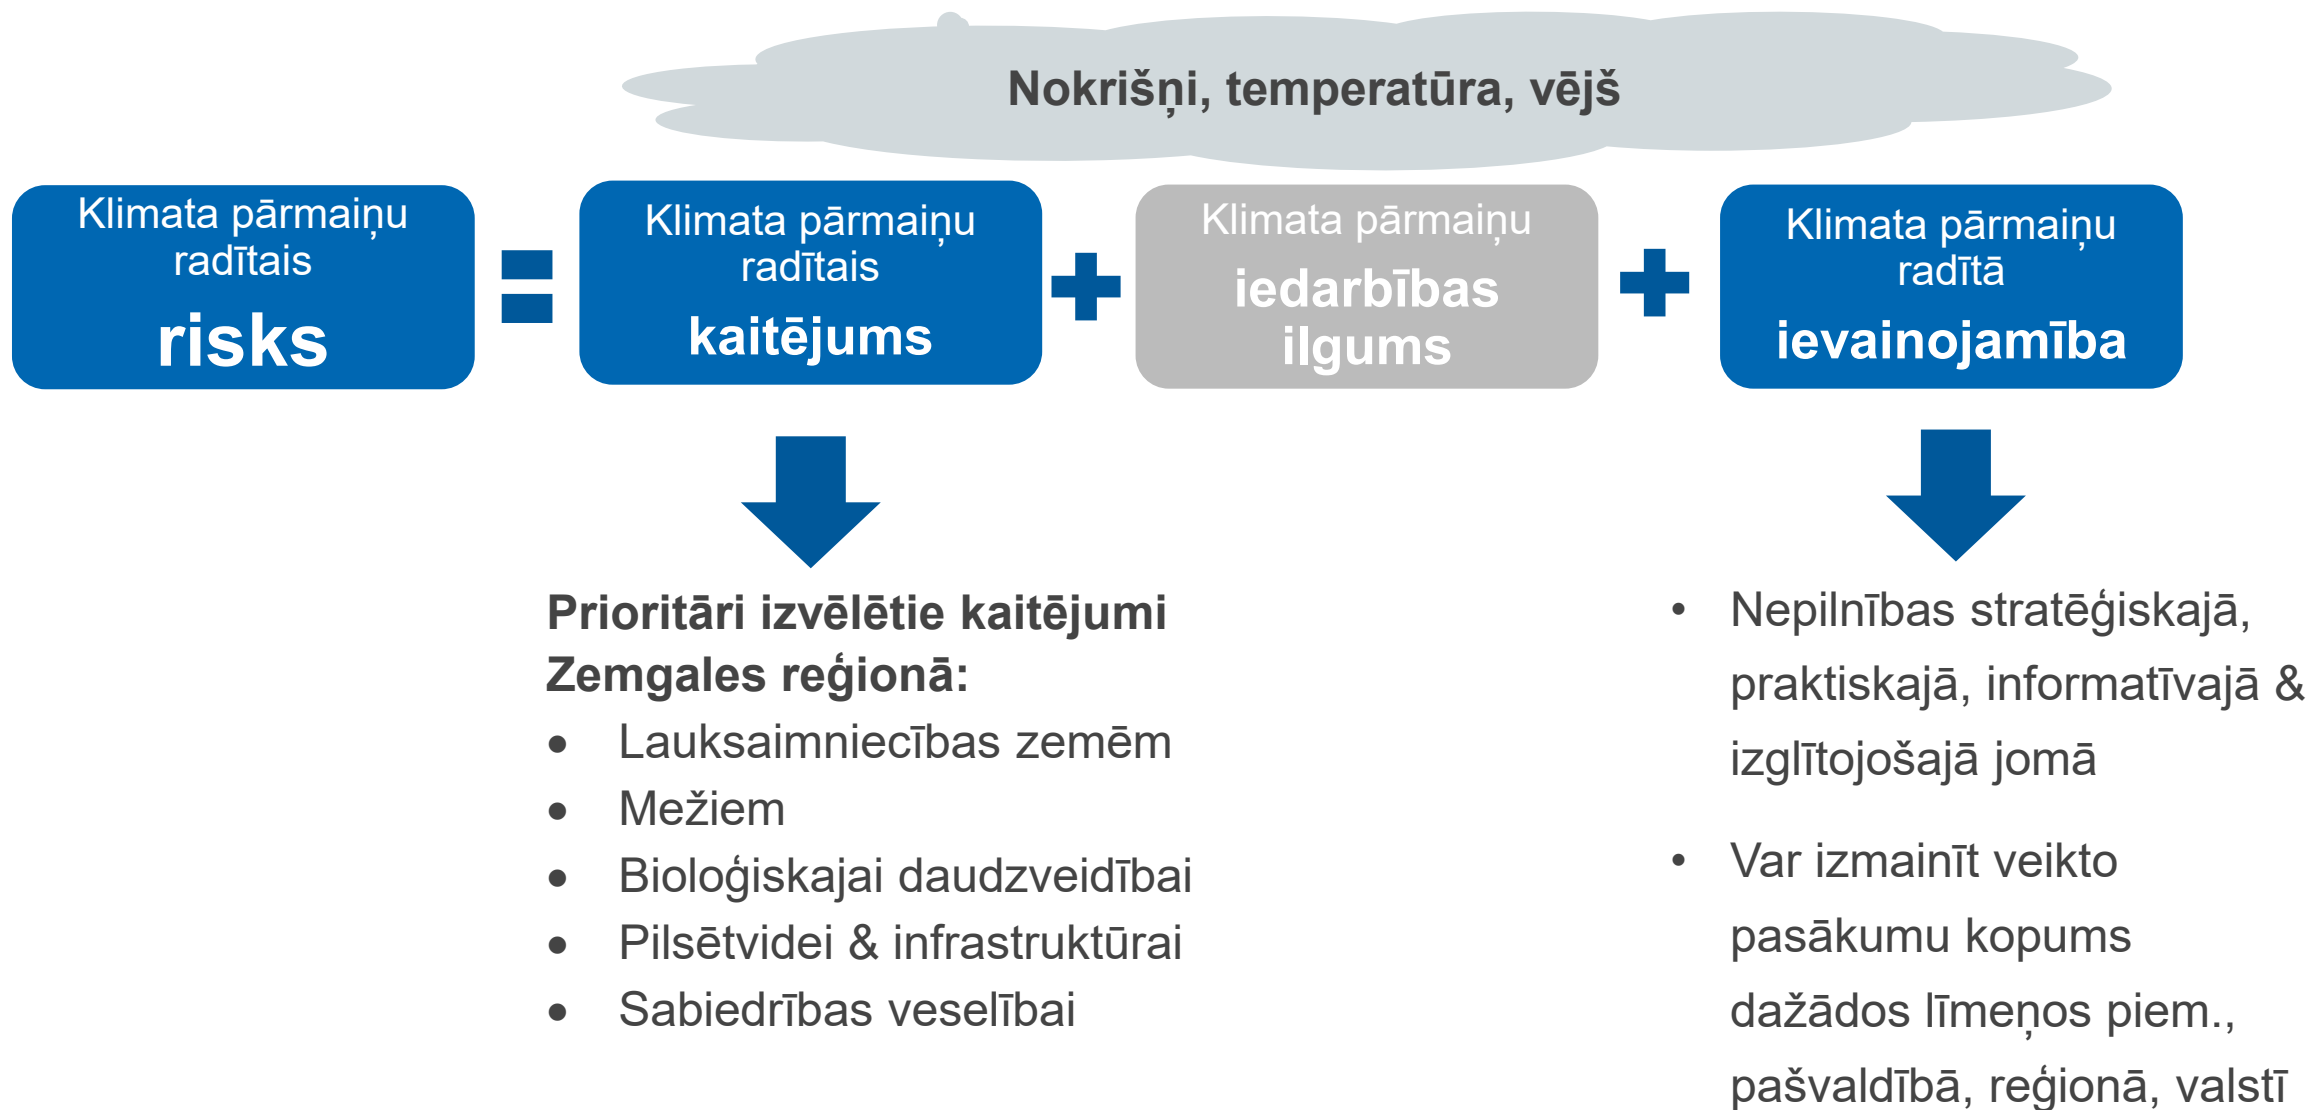 Nokrišņi, temperatūra, vējš
Klimata pārmaiņu
radītais
risks
=
Klimata pārmaiņu
radītais
kaitējums
+
Klimata pārmaiņu
iedarbības
ilgums
+
Klimata pārmaiņu
radītā
ievainojamība
Prioritāri izvēlētie kaitējumi
Zemgales reģionā:
• Lauksaimniecības zemēm
• Mežiem
• Bioloģiskajai daudzveidībai
• Pilsētvidei & infrastruktūrai
• Sabiedrības veselībai
• Nepilnības stratēģiskajā,
praktiskajā, informatīvajā &
izglītojošajā jomā
• Var izmainīt veikto
pasākumu kopums
dažādos līmeņos piem.,
pašvaldībā, reģionā, valstī